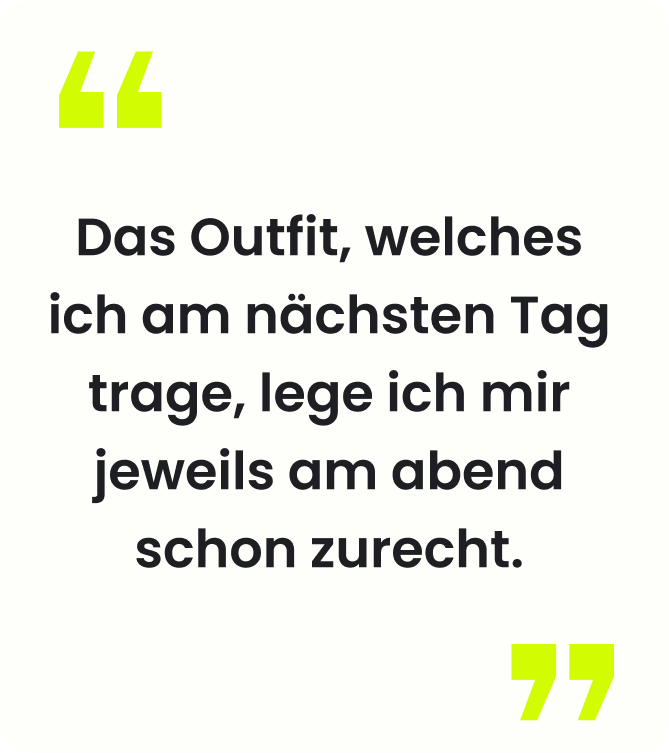 “
Das Outfit, welches
ich am nächsten Tag
trage, lege ich mir
jeweils am abend
schon zurecht.
”